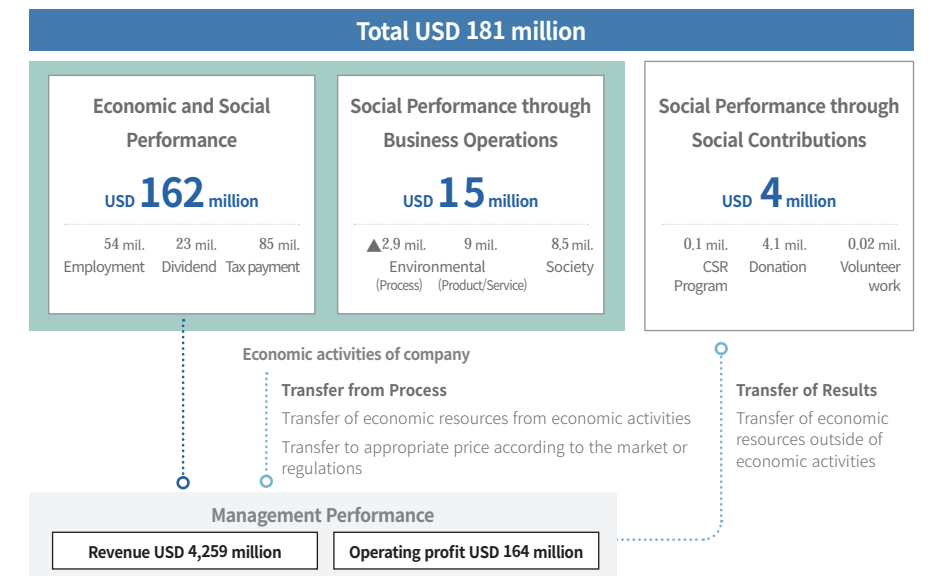 Total USD 181 million
Economic and Social
Performance
USD 162 million
54 mil. 23 mil. 85 mil.
Employment Dividend Tax payment
Social Performance through
Business Operations
USD 15 million
▲2.9 mil. 9 mil. 8.5 mil.
Environmental Society
(Process) (Product/Service)
Social Performance through
Social Contributions
USD 4 million
0.1 mil. 4.1 mil. 0.02 mil.
CSR Donation Volunteer
Program work
Economic activities of company
Transfer from Process
Transfer of economic resources from economic activities
Transfer to appropriate price according to the market or
regulations
Transfer of Results
Transfer of economic
resources outside of
economic activities
Management Performance
Revenue USD 4,259 million
Operating profit USD 164 million